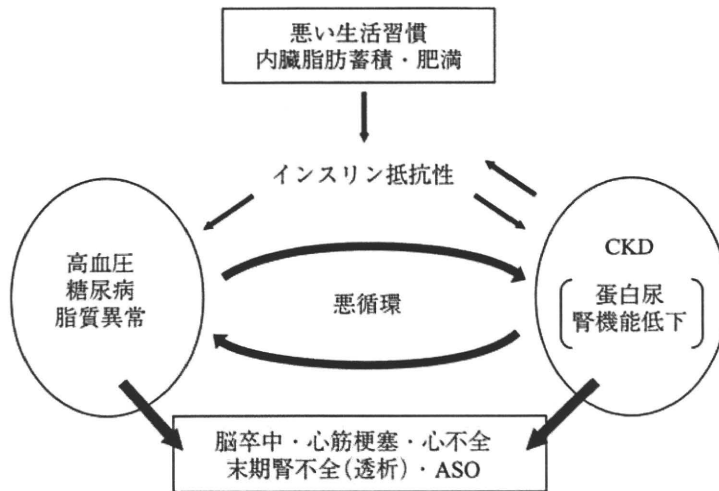 悪い生活習慣
内臓脂肪蓄積・肥満
インスリン抵抗性
高血圧
糖尿病
脂質異常
悪循環
CKD
蛋白尿
腎機能低下
脳卒中・心筋梗塞・心不全
末期腎不全(透析)・ASO